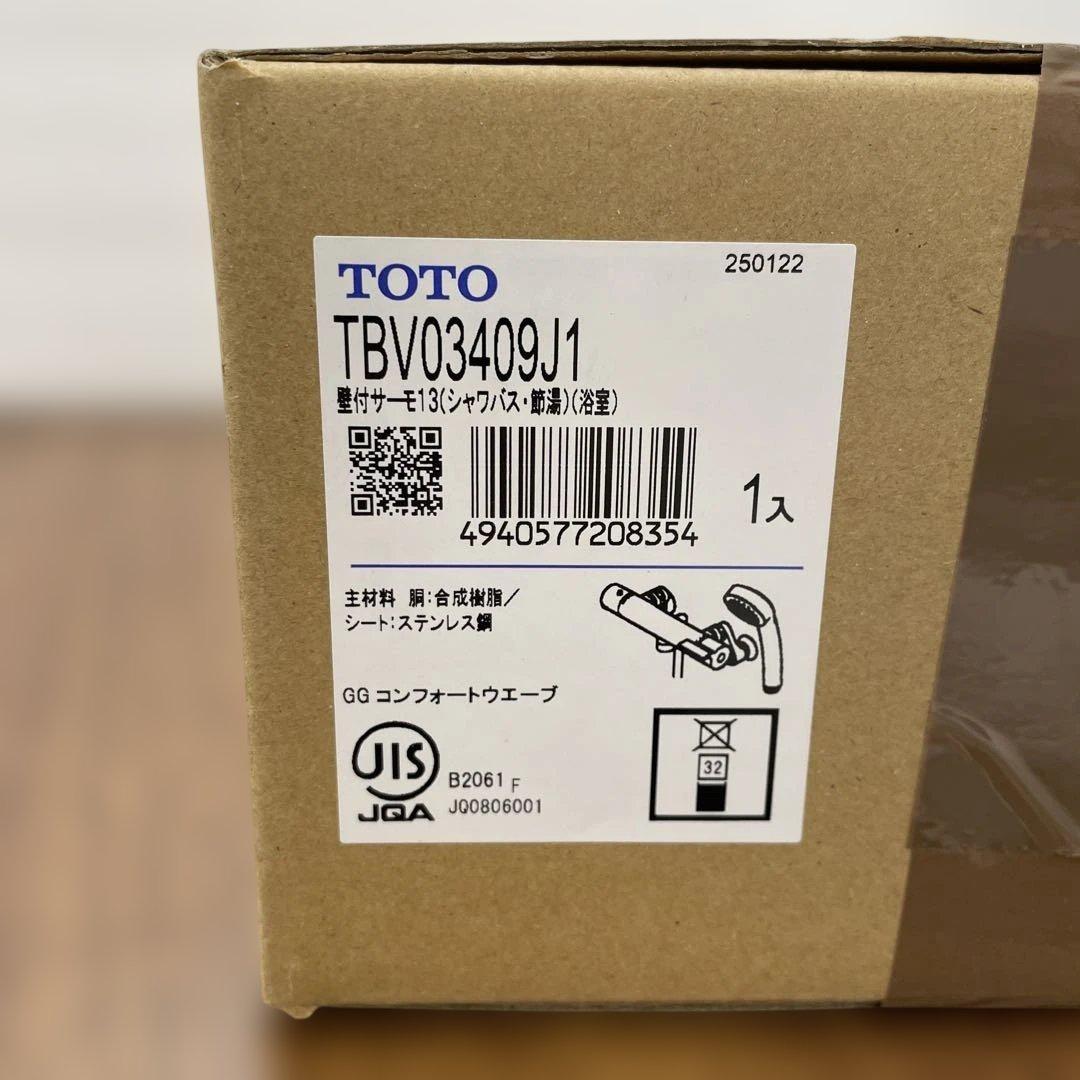 TOTO
250122
TBV03409J1
壁付サーモ13(シャワバス・節湯)(浴室)
4940577208354
1入
主材料 胴:合成樹脂/
シート:ステンレス鋼
GG コンフォートウエーブ
JIS
JQA
B2061 F
JQ0806001
32